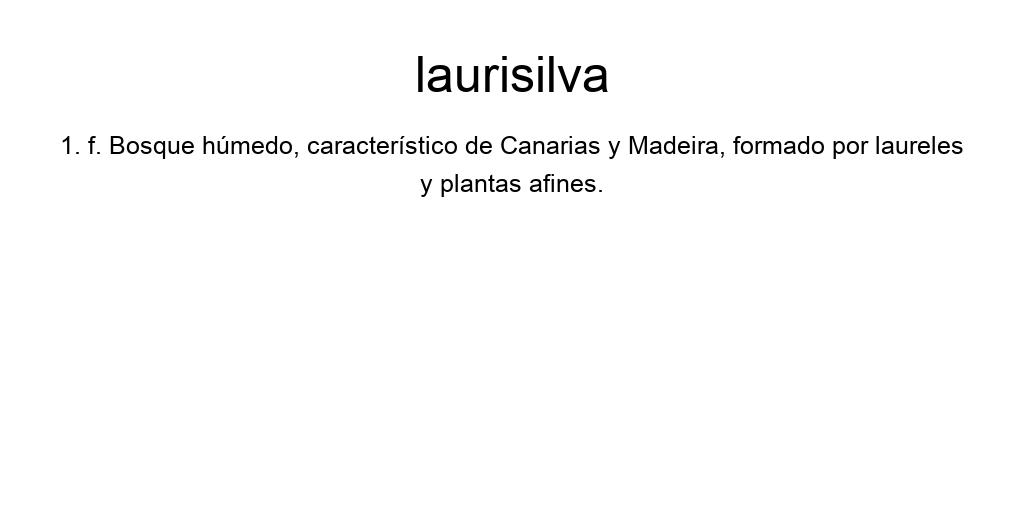 laurisilva
1. f. Bosque húmedo, característico de Canarias y Madeira, formado por laureles
y plantas afines.